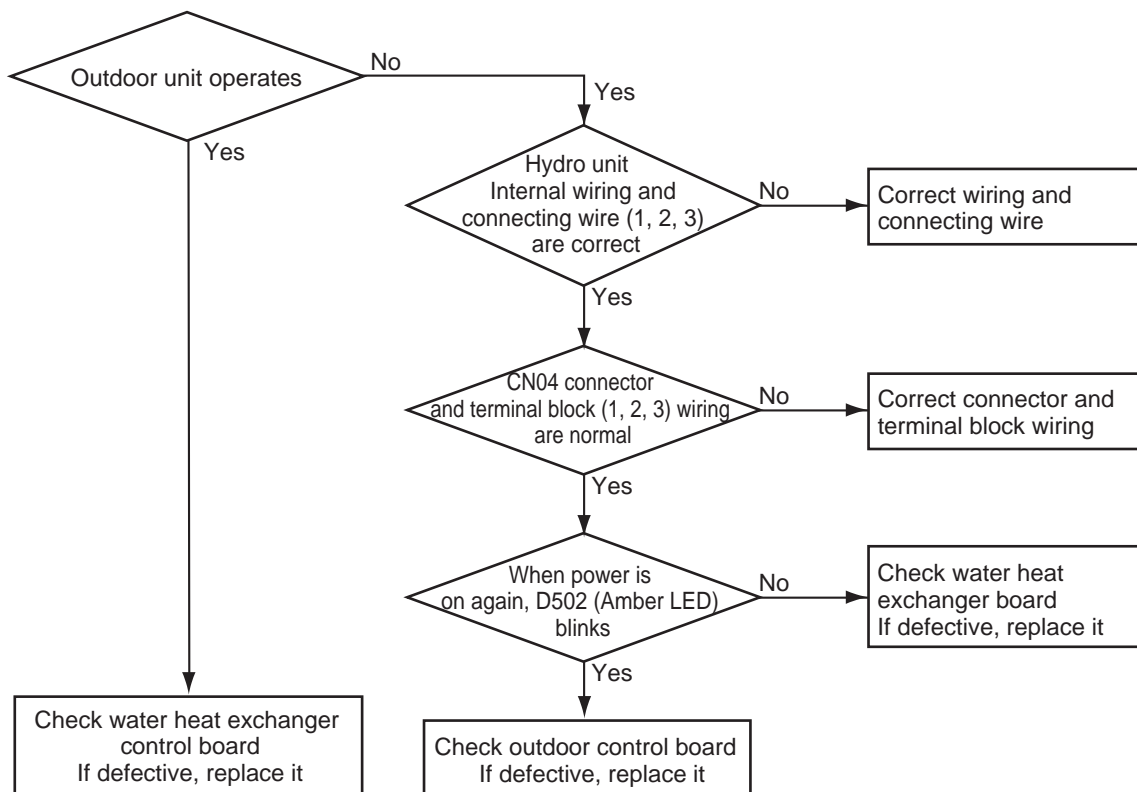 Outdoor unit operates
No
Yes
Yes
Hydro unit
Internal wiring and
connecting wire (1, 2, 3)
are correct
No
Correct wiring and
connecting wire
Yes
CN04 connector
and terminal block (1, 2, 3) wiring
are normal
No
Correct connector and
terminal block wiring
Yes
When power is
on again, D502 (Amber LED)
blinks
No
Check water heat
exchanger board
If defective, replace it
Yes
Check water heat exchanger
control board
If defective, replace it
Check outdoor control board
If defective, replace it